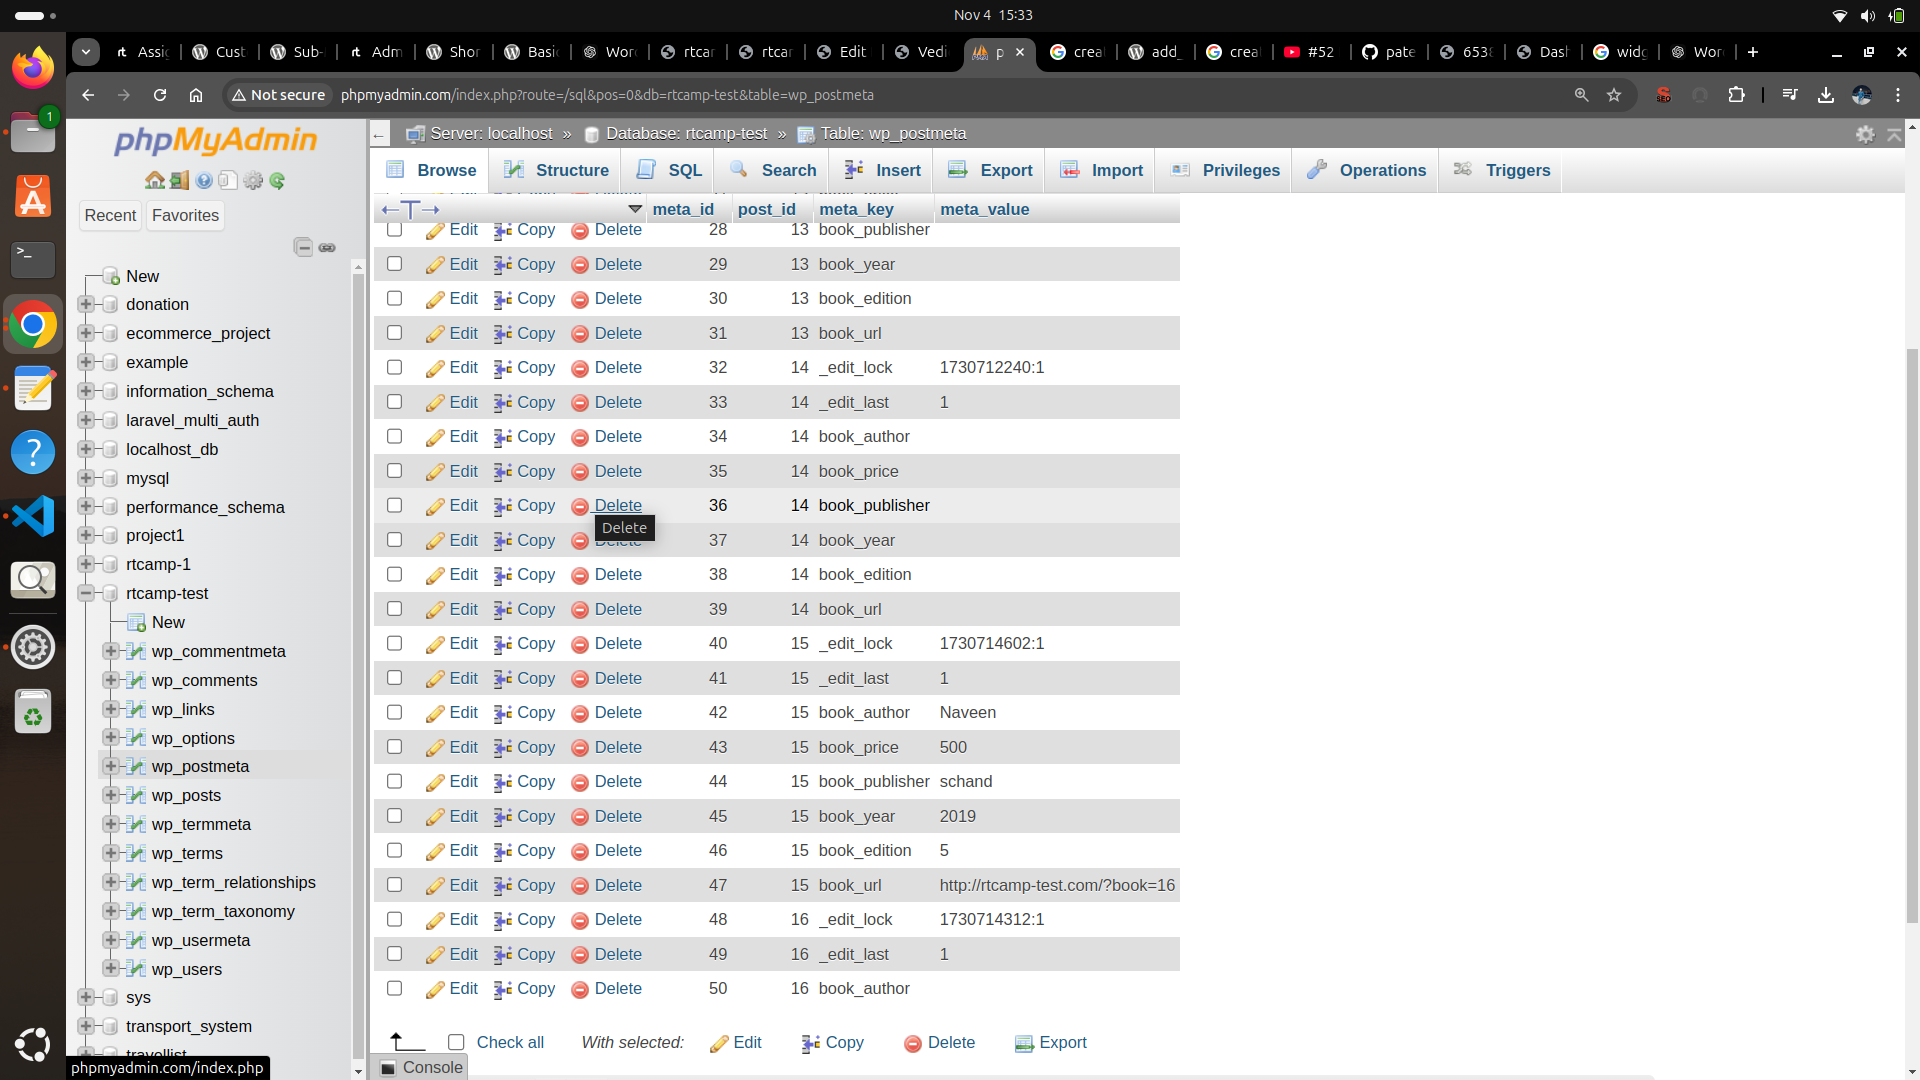 Nov 4 15:33
Assi
Cust
Sub-
Adm
Shor
Basic
Word
rtcar
rtcar
Edit
Vedi
p
creat
add_
creat
#52
pate
653
Dash
widg
Word
Not secure
phpmyadmin.com/index.php?route=/sql&pos=0&db=rtcamp-test&table=wp_postmeta
SEO
1
phpMyAdmin
Recent
Favorites
New
donation
ecommerce_project
example
information_schema
laravel_multi_auth
localhost_db
mysql
performance_schema
project1
rtcamp-1
rtcamp-test
New
wp_commentmeta
wp_comments
wp_links
wp_options
wp_postmeta
wp_posts
wp_termmeta
wp_terms
wp_term_relationships
wp_term_taxonomy
wp_usermeta
wp_users
sys
transport_system
travellist
phpmyadmin.com/index.php
Server: localhost » Database: rtcamp-test » Table: wp_postmeta
Browse Structure SQL Search Insert Export Import Privileges Operations Triggers
meta_id post_id meta_key meta_value
Edit Copy Delete 28 13 book_publisher
Edit Copy Delete 29 13 book_year
Edit Copy Delete 30 13 book_edition
Edit Copy Delete 31 13 book_url
Edit Copy Delete 32 14 _edit_lock 1730712240:1
Edit Copy Delete 33 14 _edit_last 1
Edit Copy Delete 34 14 book_author
Edit Copy Delete 35 14 book_price
Edit Copy Delete 36 14 book_publisher
Delete
Edit Copy Delete 37 14 book_year
Edit Copy Delete 38 14 book_edition
Edit Copy Delete 39 14 book_url
Edit Copy Delete 40 15 _edit_lock 1730714602:1
Edit Copy Delete 41 15 _edit_last 1
Edit Copy Delete 42 15 book_author Naveen
Edit Copy Delete 43 15 book_price 500
Edit Copy Delete 44 15 book_publisher schand
Edit Copy Delete 45 15 book_year 2019
Edit Copy Delete 46 15 book_edition 5
Edit Copy Delete 47 15 book_url http://rtcamp-test.com/?book=16
Edit Copy Delete 48 16 _edit_lock 1730714312:1
Edit Copy Delete 49 16 _edit_last 1
Edit Copy Delete 50 16 book_author
Check all With selected: Edit Copy Delete Export
Console